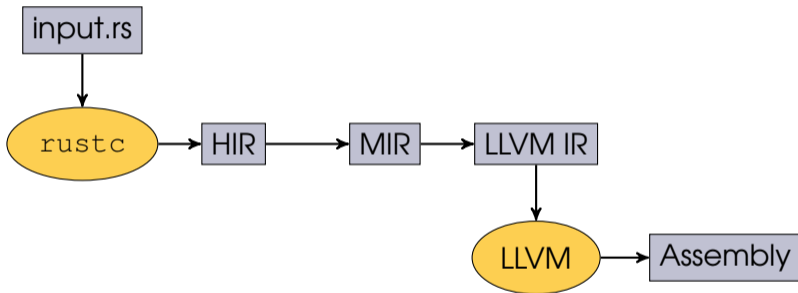 input.rs
rustc
HIR
MIR
LLVM IR
LLVM
Assembly